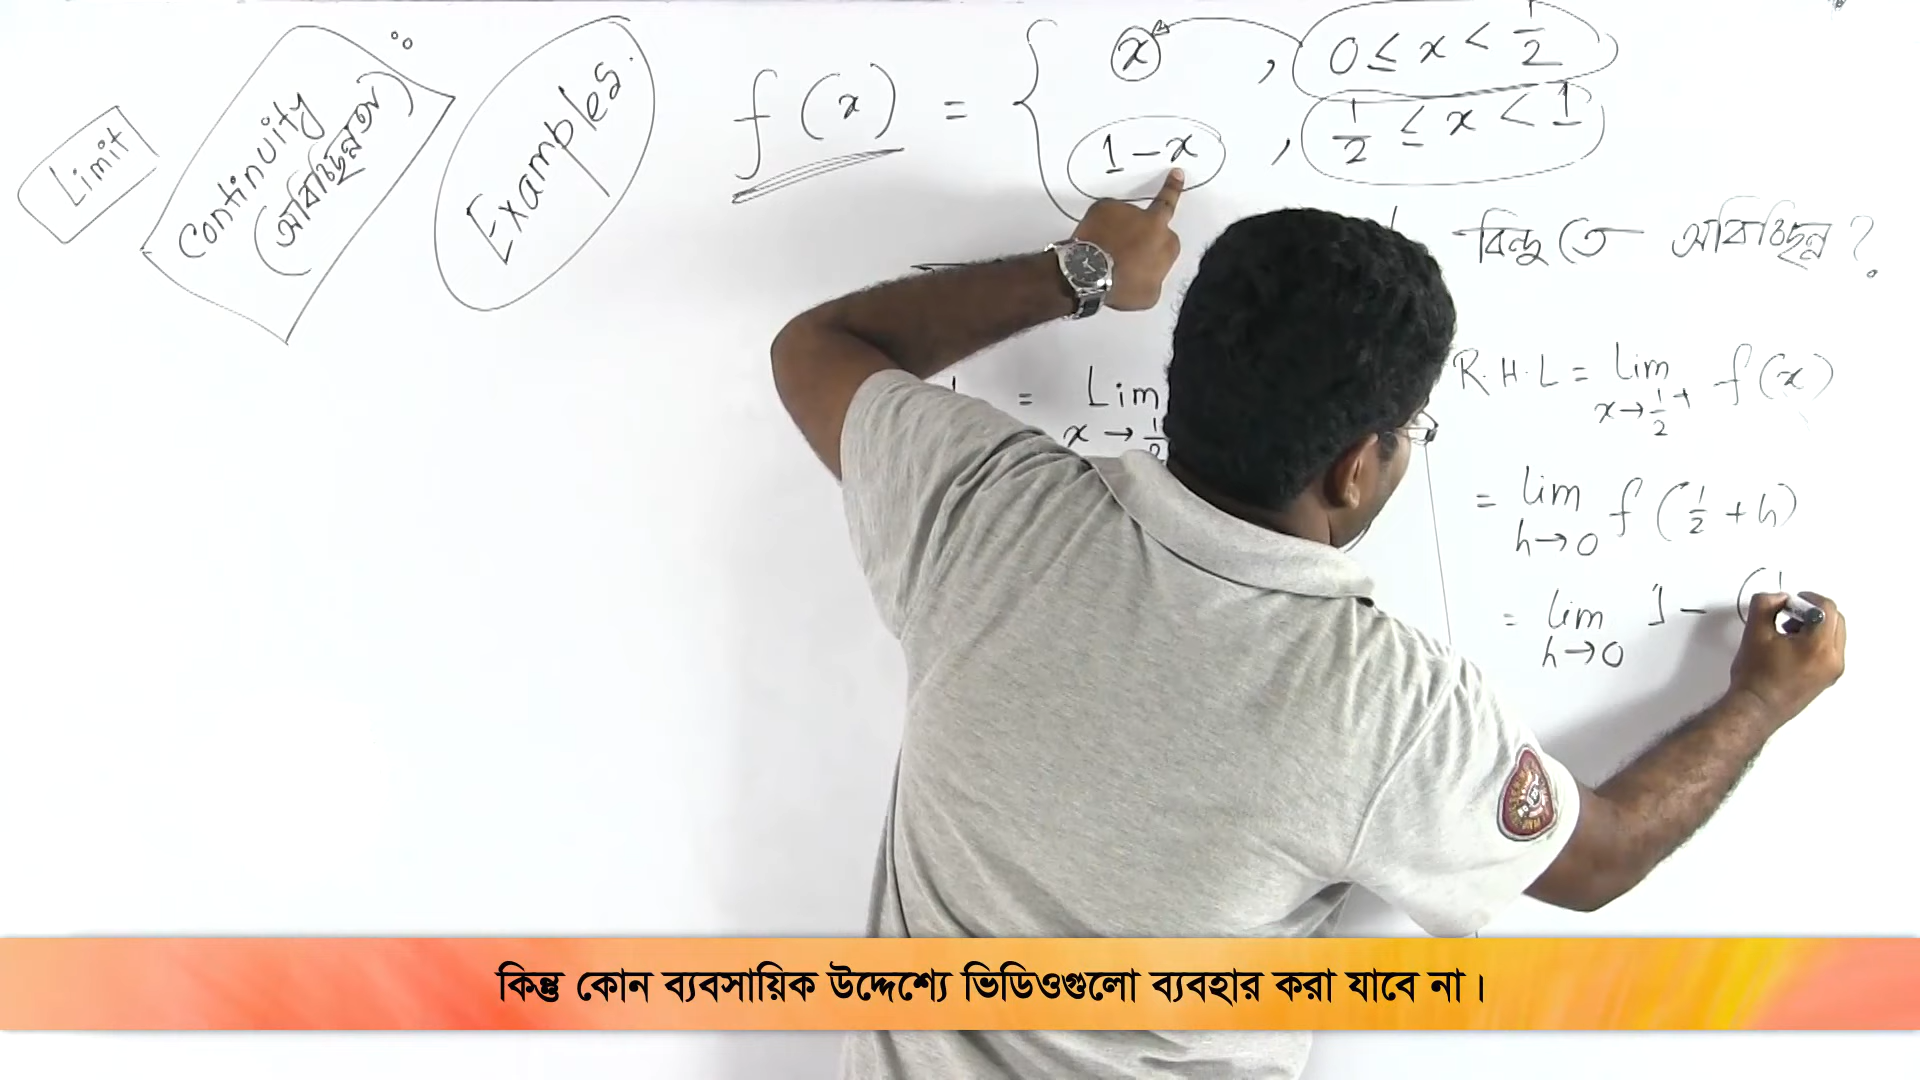 Limit
Continuity
(অবিচ্ছিন্নতা)
Examples.
f(x) = { x , 0 ≤ x < 1/2
1-x , 1/2 ≤ x < 1
বিন্দুতে অবিচ্ছিন্ন?
= Lim x→
R.H.L = Lim x→1/2+ f(x)
= Lim h→0 f(1/2 + h)
= Lim h→0 1 - (
কিন্তু কোন ব্যবসায়িক উদ্দেশ্যে ভিডিওগুলো ব্যবহার করা যাবে না।